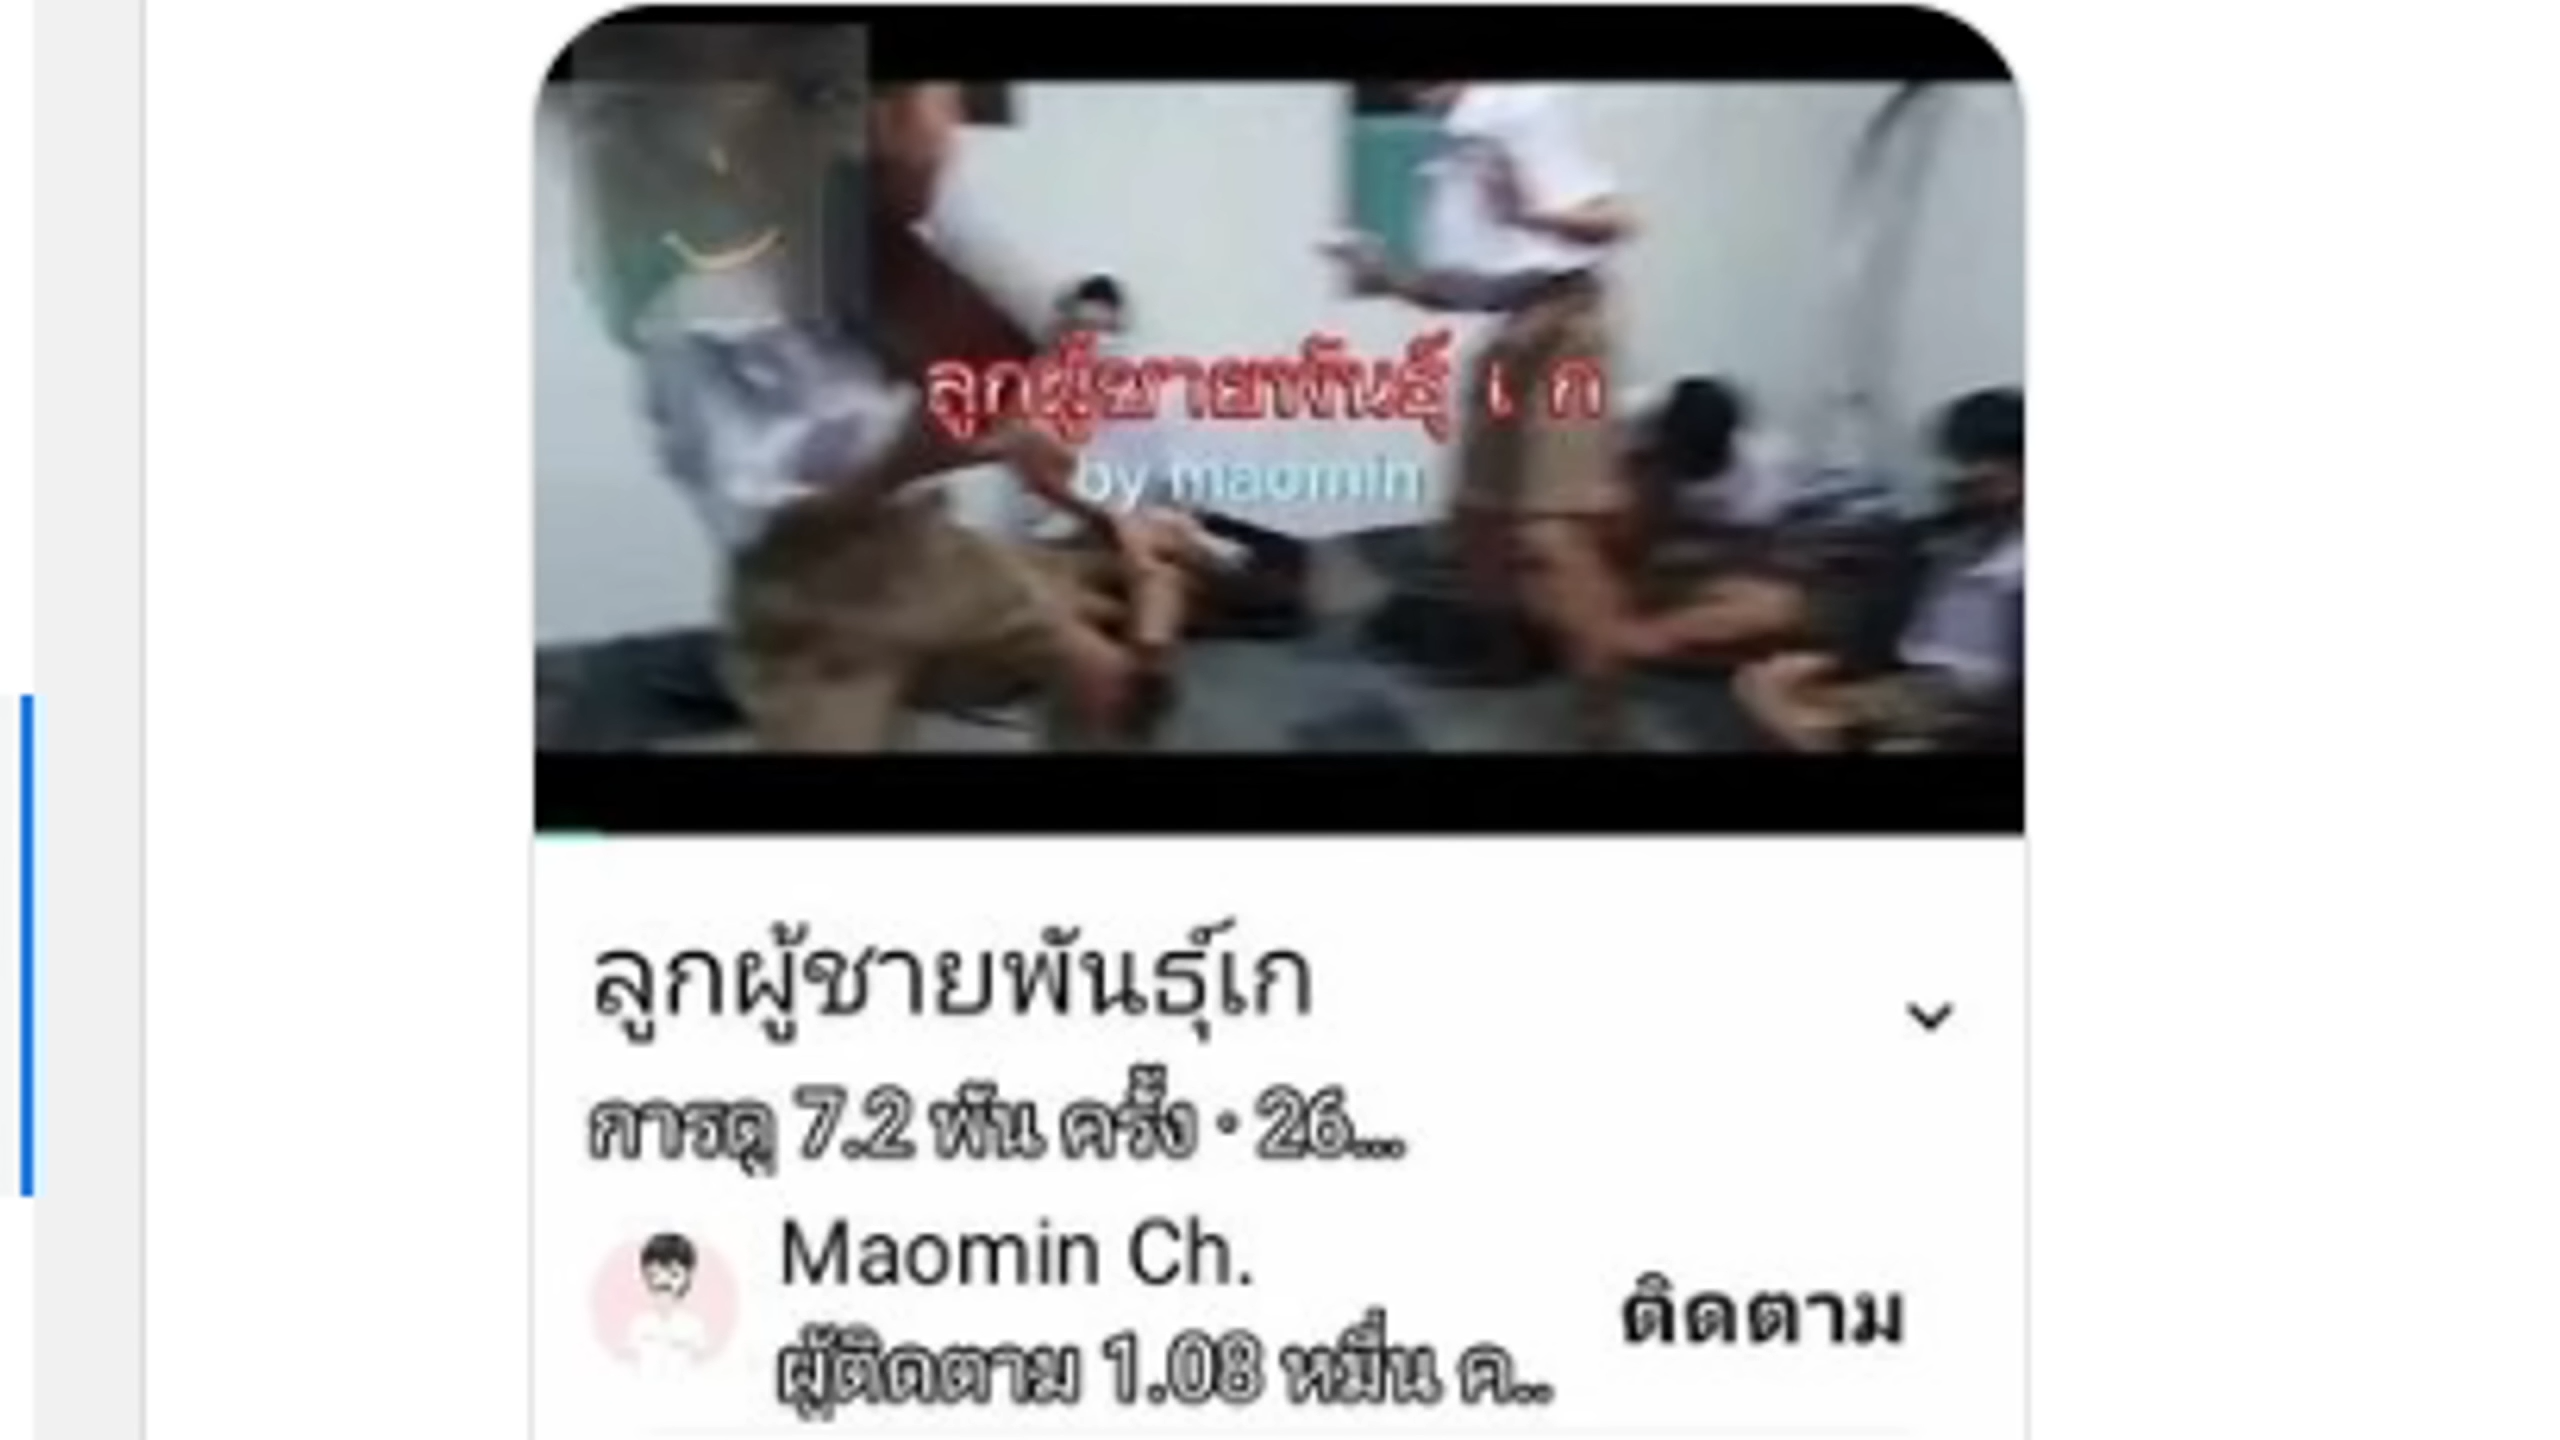 ลูกผู้ชายพันธุ์ เ ก
by maomin
ลูกผู้ชายพันธุ์เก
การดู 7.2 พัน ครั้ง · 26...
Maomin Ch.
ติดตาม
ผู้ติดตาม 1.08 หมื่น ค..